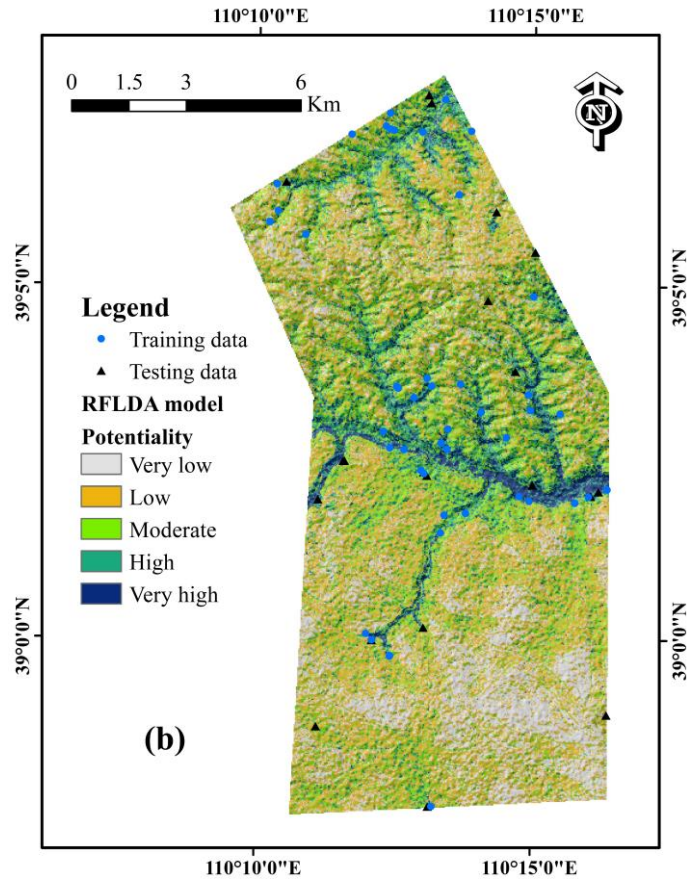 110°10'0"E 110°15'0"E
0 1.5 3 6
Km
N
39°5'0"N 39°5'0"N
Legend
Training data
Testing data
RFLDA model
Potentiality
Very low
Low
Moderate
High
Very high
39°0'0"N 39°0'0"N
(b)
110°10'0"E 110°15'0"E